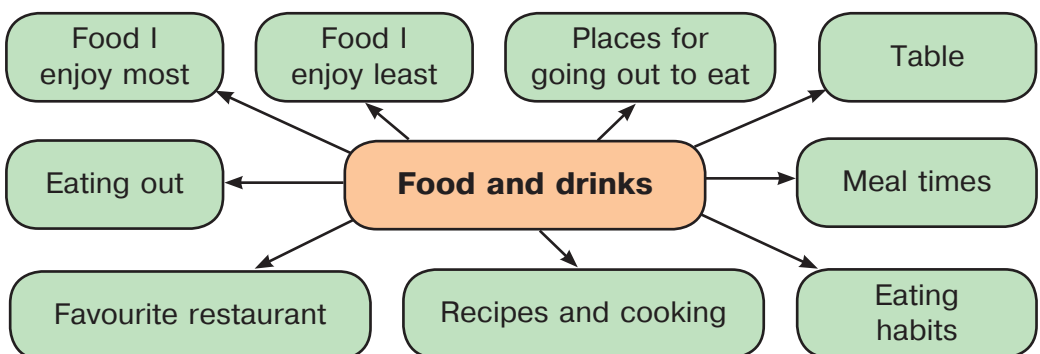 Food I
enjoy most
Food I
enjoy least
Places for
going out to eat
Table
Eating out
Food and drinks
Meal times
Favourite restaurant
Recipes and cooking
Eating
habits